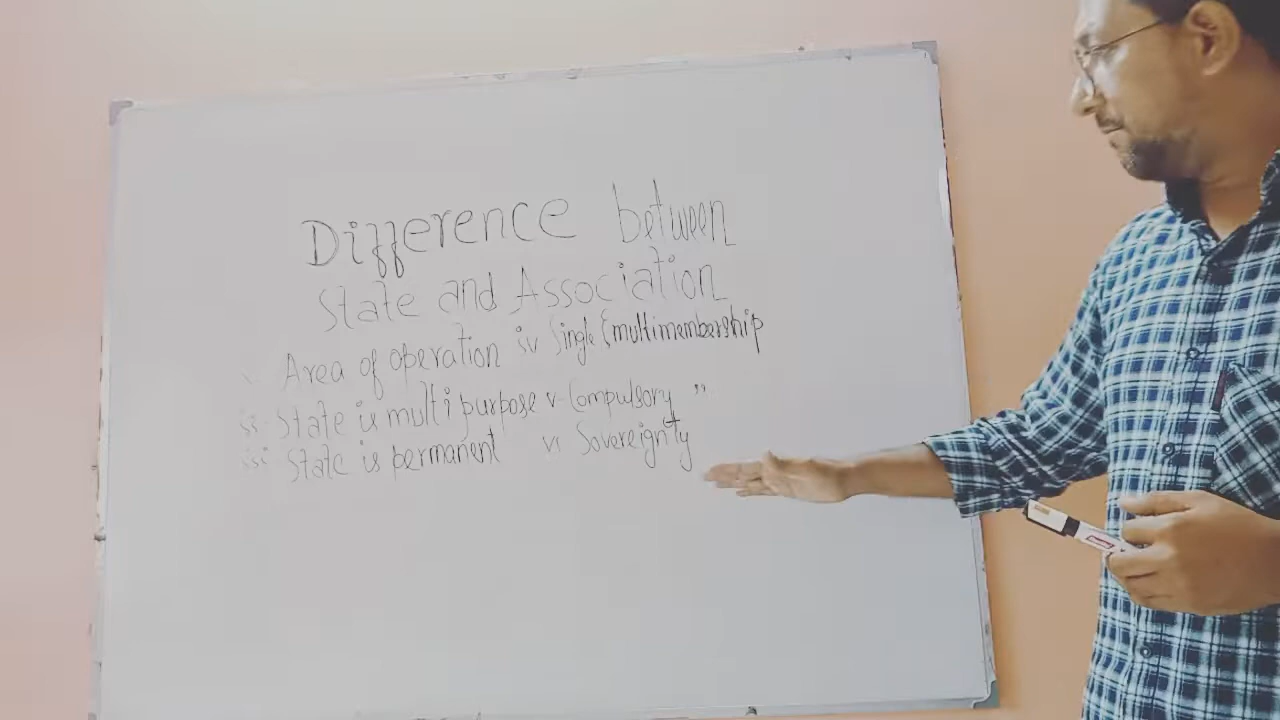 Difference between
State and Association
i. Area of operation iv Single {multimembership
ii. State is multi purpose v. Compulsory "
iii. State is permanent vi Sovereignty